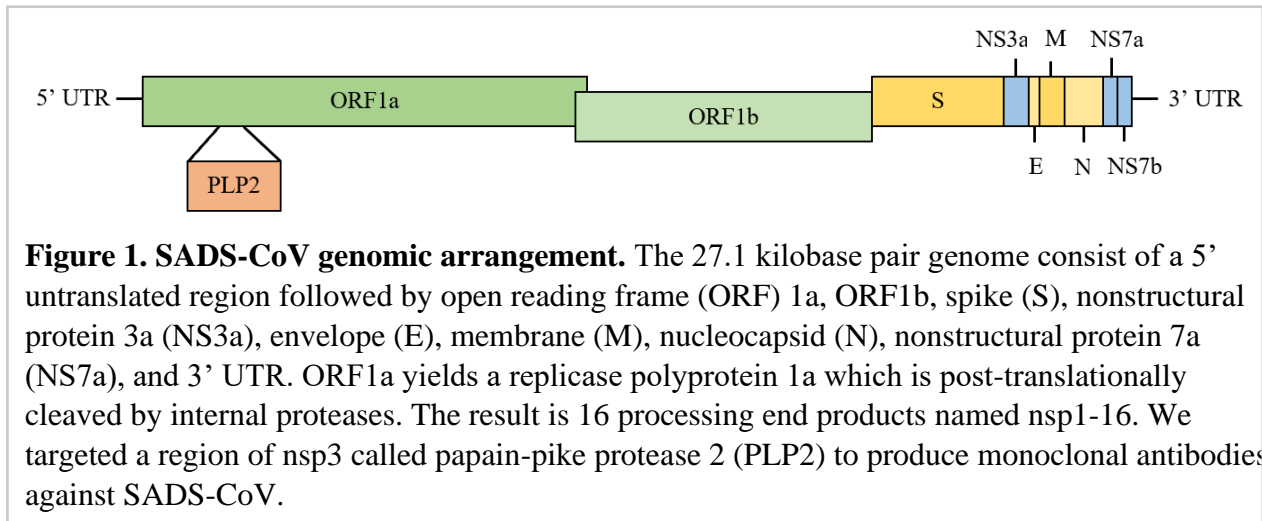 NS3a M NS7a
5’ UTR ORF1a S 3’ UTR
ORF1b
E N NS7b
PLP2
Figure 1. SADS-CoV genomic arrangement. The 27.1 kilobase pair genome consist of a 5’
untranslated region followed by open reading frame (ORF) 1a, ORF1b, spike (S), nonstructural
protein 3a (NS3a), envelope (E), membrane (M), nucleocapsid (N), nonstructural protein 7a
(NS7a), and 3’ UTR. ORF1a yields a replicase polyprotein 1a which is post-translationally
cleaved by internal proteases. The result is 16 processing end products named nsp1-16. We
targeted a region of nsp3 called papain-pike protease 2 (PLP2) to produce monoclonal antibodies
against SADS-CoV.